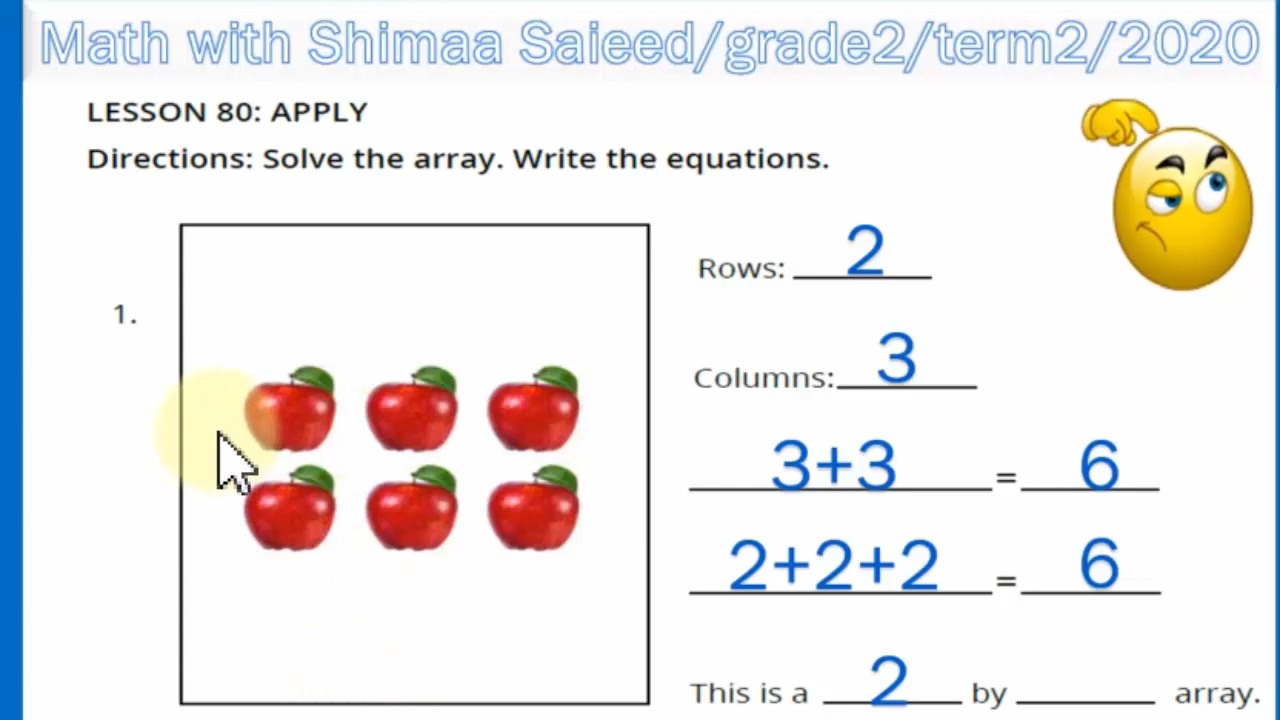 Math with Shimaa Saieed/grade2/term2/2020
LESSON 80: APPLY
Directions: Solve the array. Write the equations.
1.
Rows: 2
Columns: 3
3+3 = 6
2+2+2 = 6
This is a 2 by ____ array.